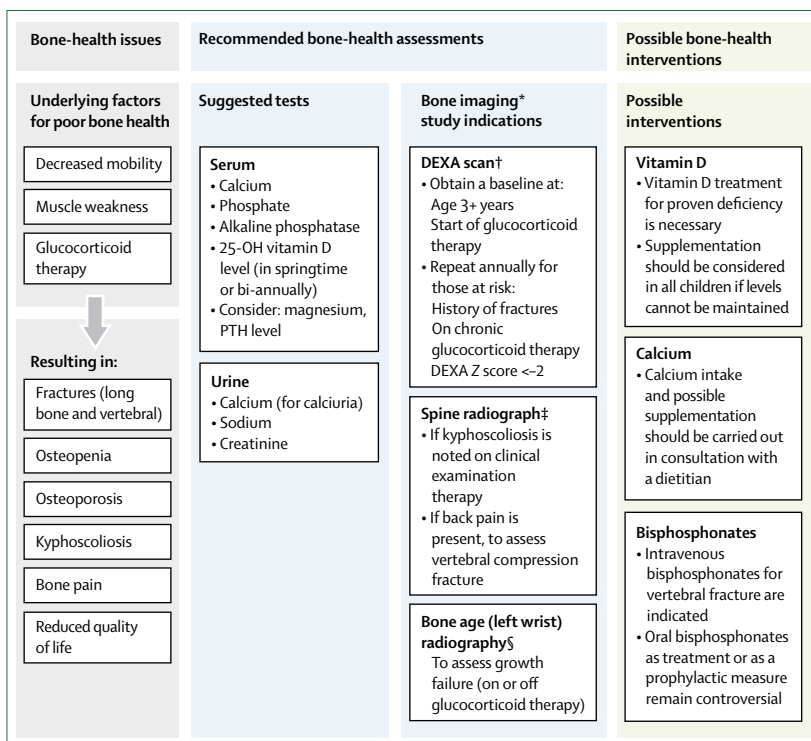 Bone-health issues
Recommended bone-health assessments
Possible bone-health
interventions
Underlying factors
for poor bone health
Decreased mobility
Muscle weakness
Glucocorticoid
therapy
Resulting in:
Fractures (long
bone and vertebral)
Osteopenia
Osteoporosis
Kyphoscoliosis
Bone pain
Reduced quality
of life
Suggested tests
Serum
• Calcium
• Phosphate
• Alkaline phosphatase
• 25-OH vitamin D
level (in springtime
or bi-annually)
• Consider: magnesium,
PTH level
Urine
• Calcium (for calciuria)
• Sodium
• Creatinine
Bone imaging*
study indications
DEXA scan†
• Obtain a baseline at:
Age 3+ years
Start of glucocorticoid
therapy
• Repeat annually for
those at risk:
History of fractures
On chronic
glucocorticoid therapy
DEXA Z score <–2
Spine radiograph‡
• If kyphoscoliosis is
noted on clinical
examination
therapy
• If back pain is
present, to assess
vertebral compression
fracture
Bone age (left wrist)
radiography§
To assess growth
failure (on or off
glucocorticoid therapy)
Possible
interventions
Vitamin D
• Vitamin D treatment
for proven deficiency
is necessary
• Supplementation
should be considered
in all children if levels
cannot be maintained
Calcium
• Calcium intake
and possible
supplementation
should be carried out
in consultation with
a dietitian
Bisphosphonates
• Intravenous
bisphosphonates for
vertebral fracture are
indicated
• Oral bisphosphonates
as treatment or as a
prophylactic measure
remain controversial